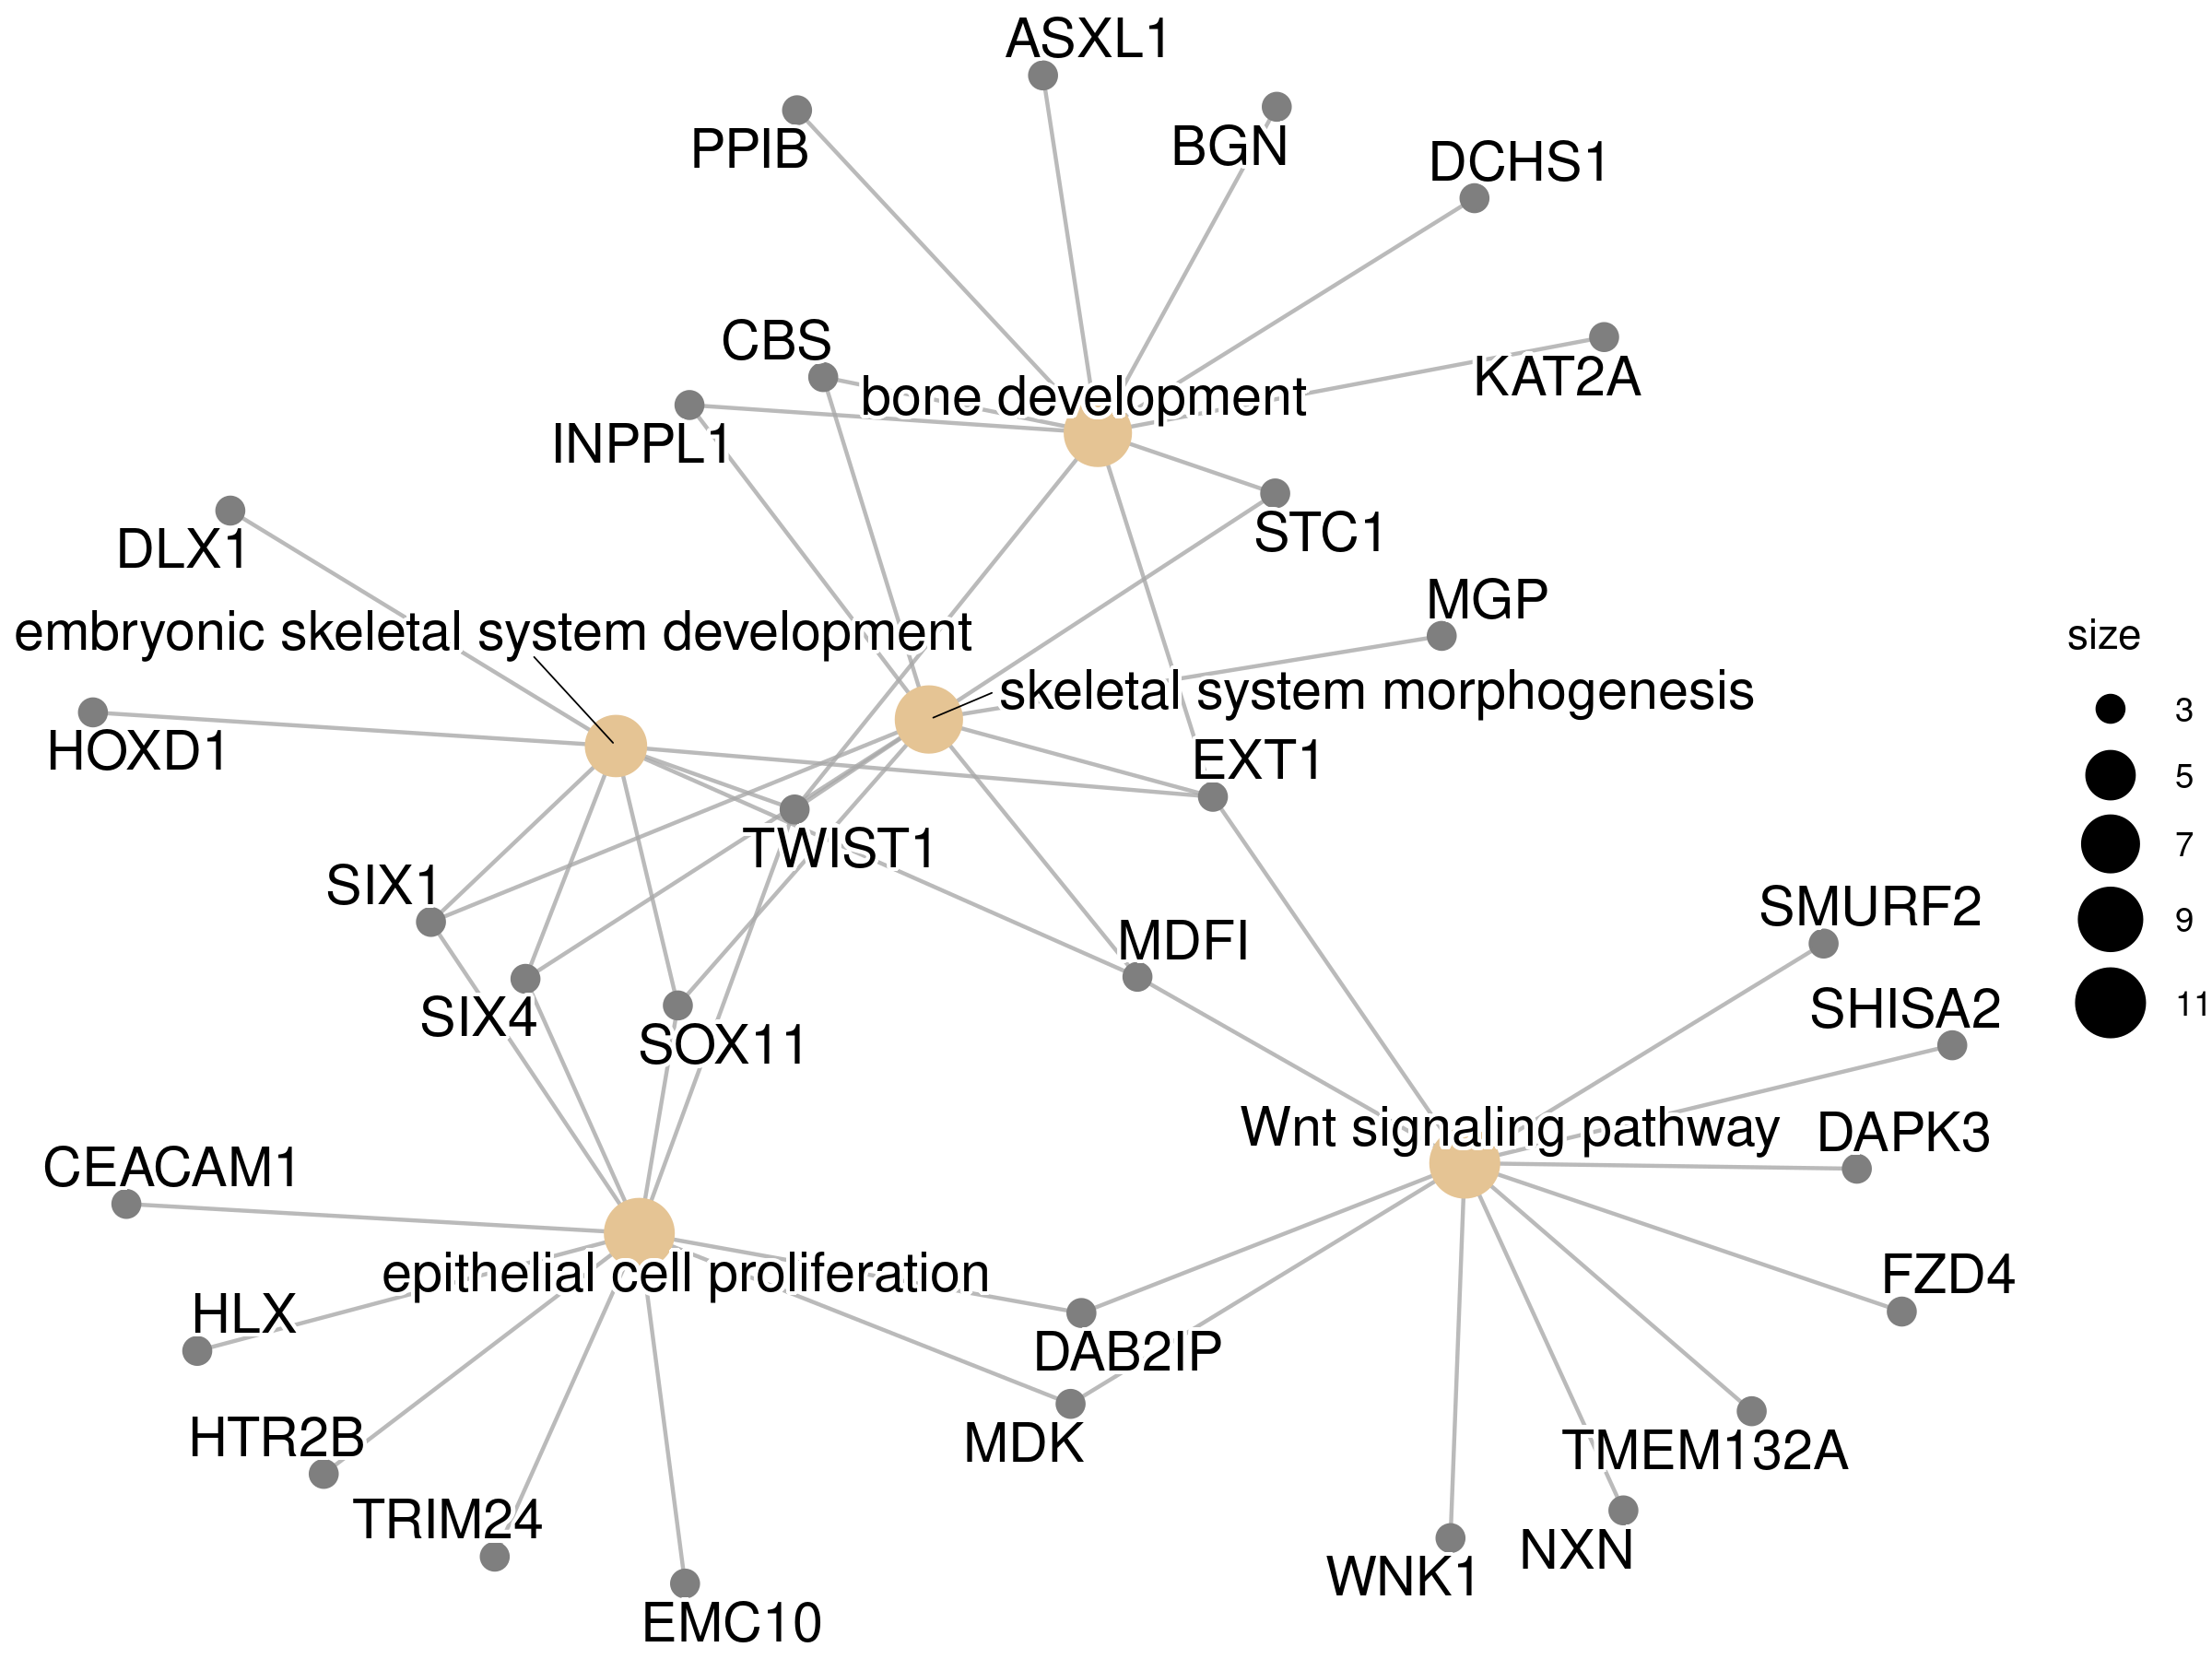 ASXL1
PPIB
BGN
DCHS1
CBS
bone development
KAT2A
INPPL1
STC1
DLX1
MGP
embryonic skeletal system development
size
skeletal system morphogenesis
3
HOXD1
EXT1
5
TWIST1
7
SIX1
SMURF2
9
MDFI
SHISA2
11
SIX4
SOX11
Wnt signaling pathway
DAPK3
CEACAM1
epithelial cell proliferation
FZD4
HLX
DAB2IP
HTR2B
MDK
TMEM132A
TRIM24
NXN
WNK1
EMC10